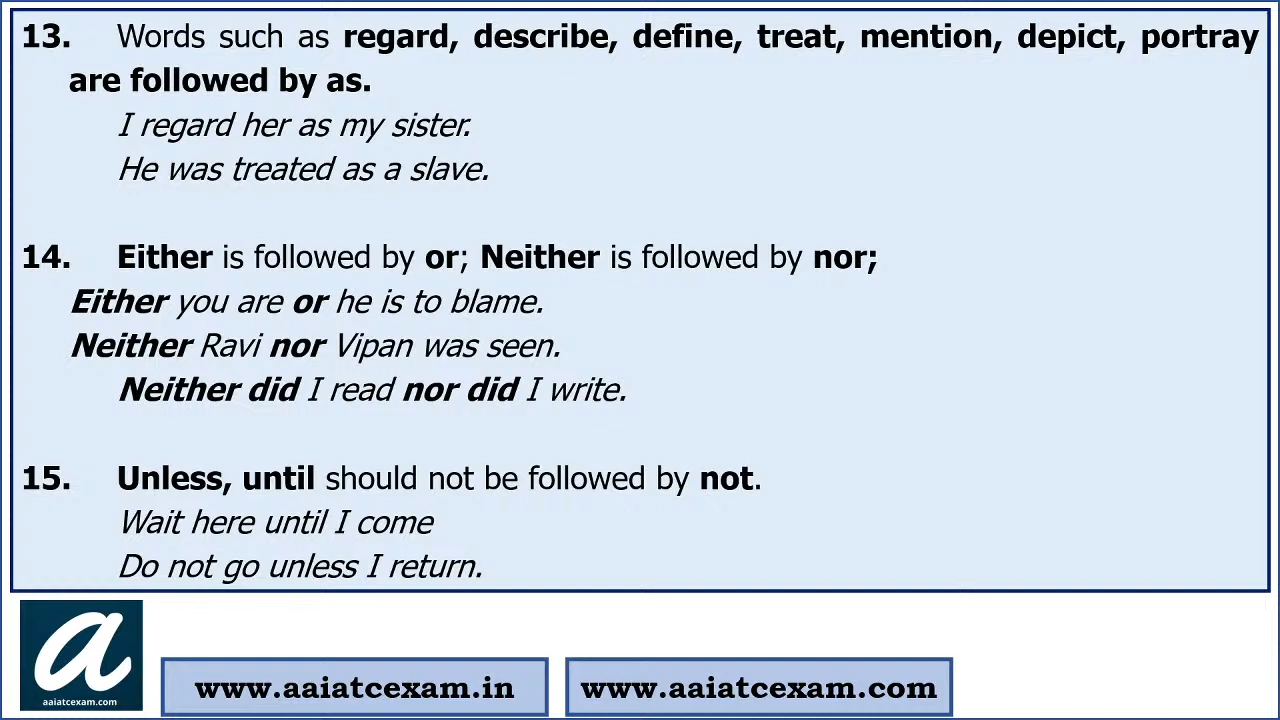 13. Words such as regard, describe, define, treat, mention, depict, portray
are followed by as.
I regard her as my sister.
He was treated as a slave.
14. Either is followed by or; Neither is followed by nor;
Either you are or he is to blame.
Neither Ravi nor Vipan was seen.
Neither did I read nor did I write.
15. Unless, until should not be followed by not.
Wait here until I come
Do not go unless I return.
a
aaiatcexam.com
www.aaiatcexam.in
www.aaiatcexam.com